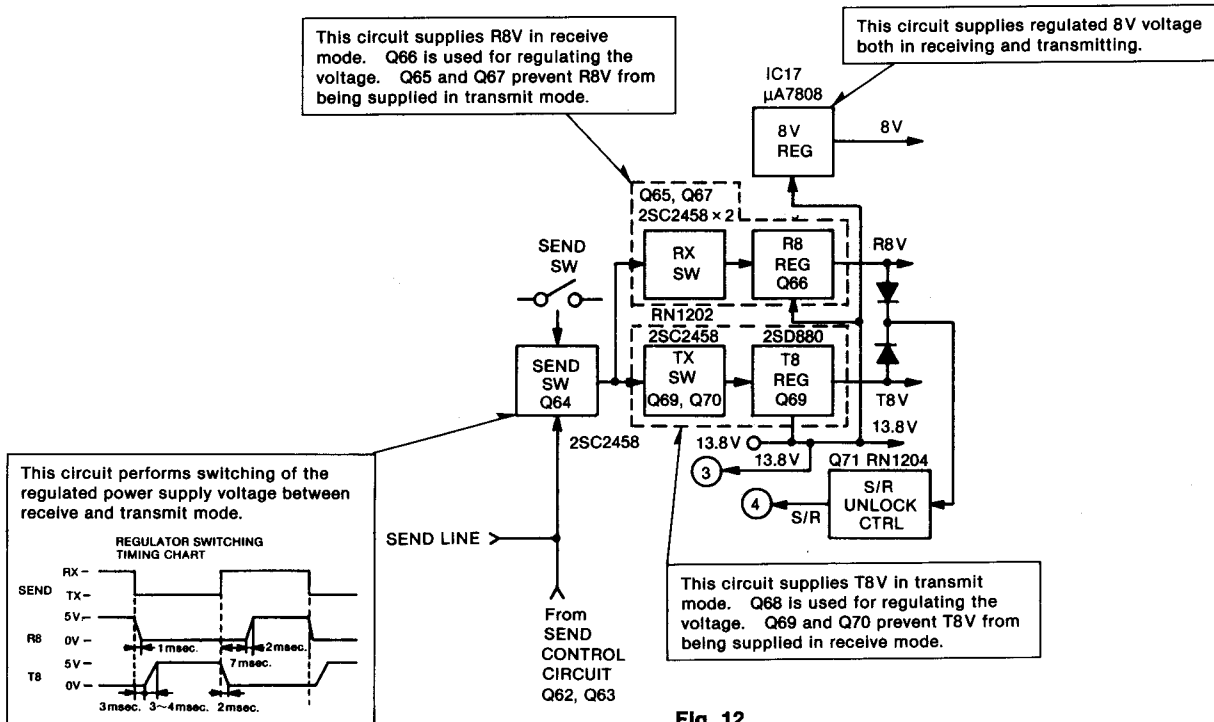 This circuit supplies R8V in receive
mode. Q66 is used for regulating the
voltage. Q65 and Q67 prevent R8V from
being supplied in transmit mode.
This circuit supplies regulated 8V voltage
both in receiving and transmitting.
IC17
μA7808
8V
REG
8V
Q65, Q67
2SC2458 × 2
SEND
SW
RX
SW
R8
REG
Q66
R8V
RN1202
2SC2458
2SD880
SEND
SW
Q64
TX
SW
Q69, Q70
T8
REG
Q69
T8V
2SC2458
13.8V
13.8V
13.8V
3
Q71 RN1204
4
S/R
S/R
UNLOCK
CTRL
This circuit performs switching of the
regulated power supply voltage between
receive and transmit mode.
REGULATOR SWITCHING
TIMING CHART
SEND
RX
TX
R8
5V
0V
1msec.
2msec.
7msec.
T8
5V
0V
3msec.
3~4msec.
2msec.
SEND LINE
From
SEND
CONTROL
CIRCUIT
Q62, Q63
This circuit supplies T8V in transmit
mode. Q68 is used for regulating the
voltage. Q69 and Q70 prevent T8V from
being supplied in receive mode.
Fig. 12